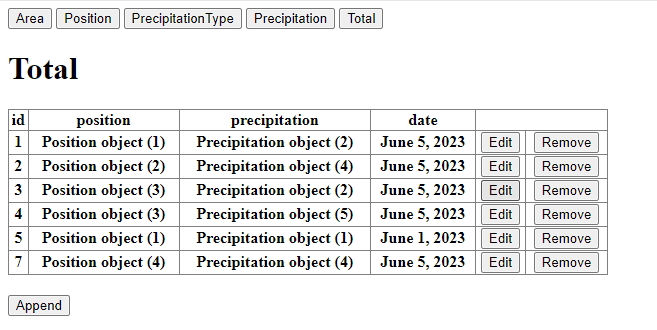 Area Position PrecipitationType Precipitation Total
Total
id position precipitation date
1 Position object (1) Precipitation object (2) June 5, 2023 Edit Remove
2 Position object (2) Precipitation object (4) June 5, 2023 Edit Remove
3 Position object (3) Precipitation object (2) June 5, 2023 Edit Remove
4 Position object (3) Precipitation object (5) June 5, 2023 Edit Remove
5 Position object (1) Precipitation object (1) June 1, 2023 Edit Remove
7 Position object (4) Precipitation object (4) June 5, 2023 Edit Remove
Append